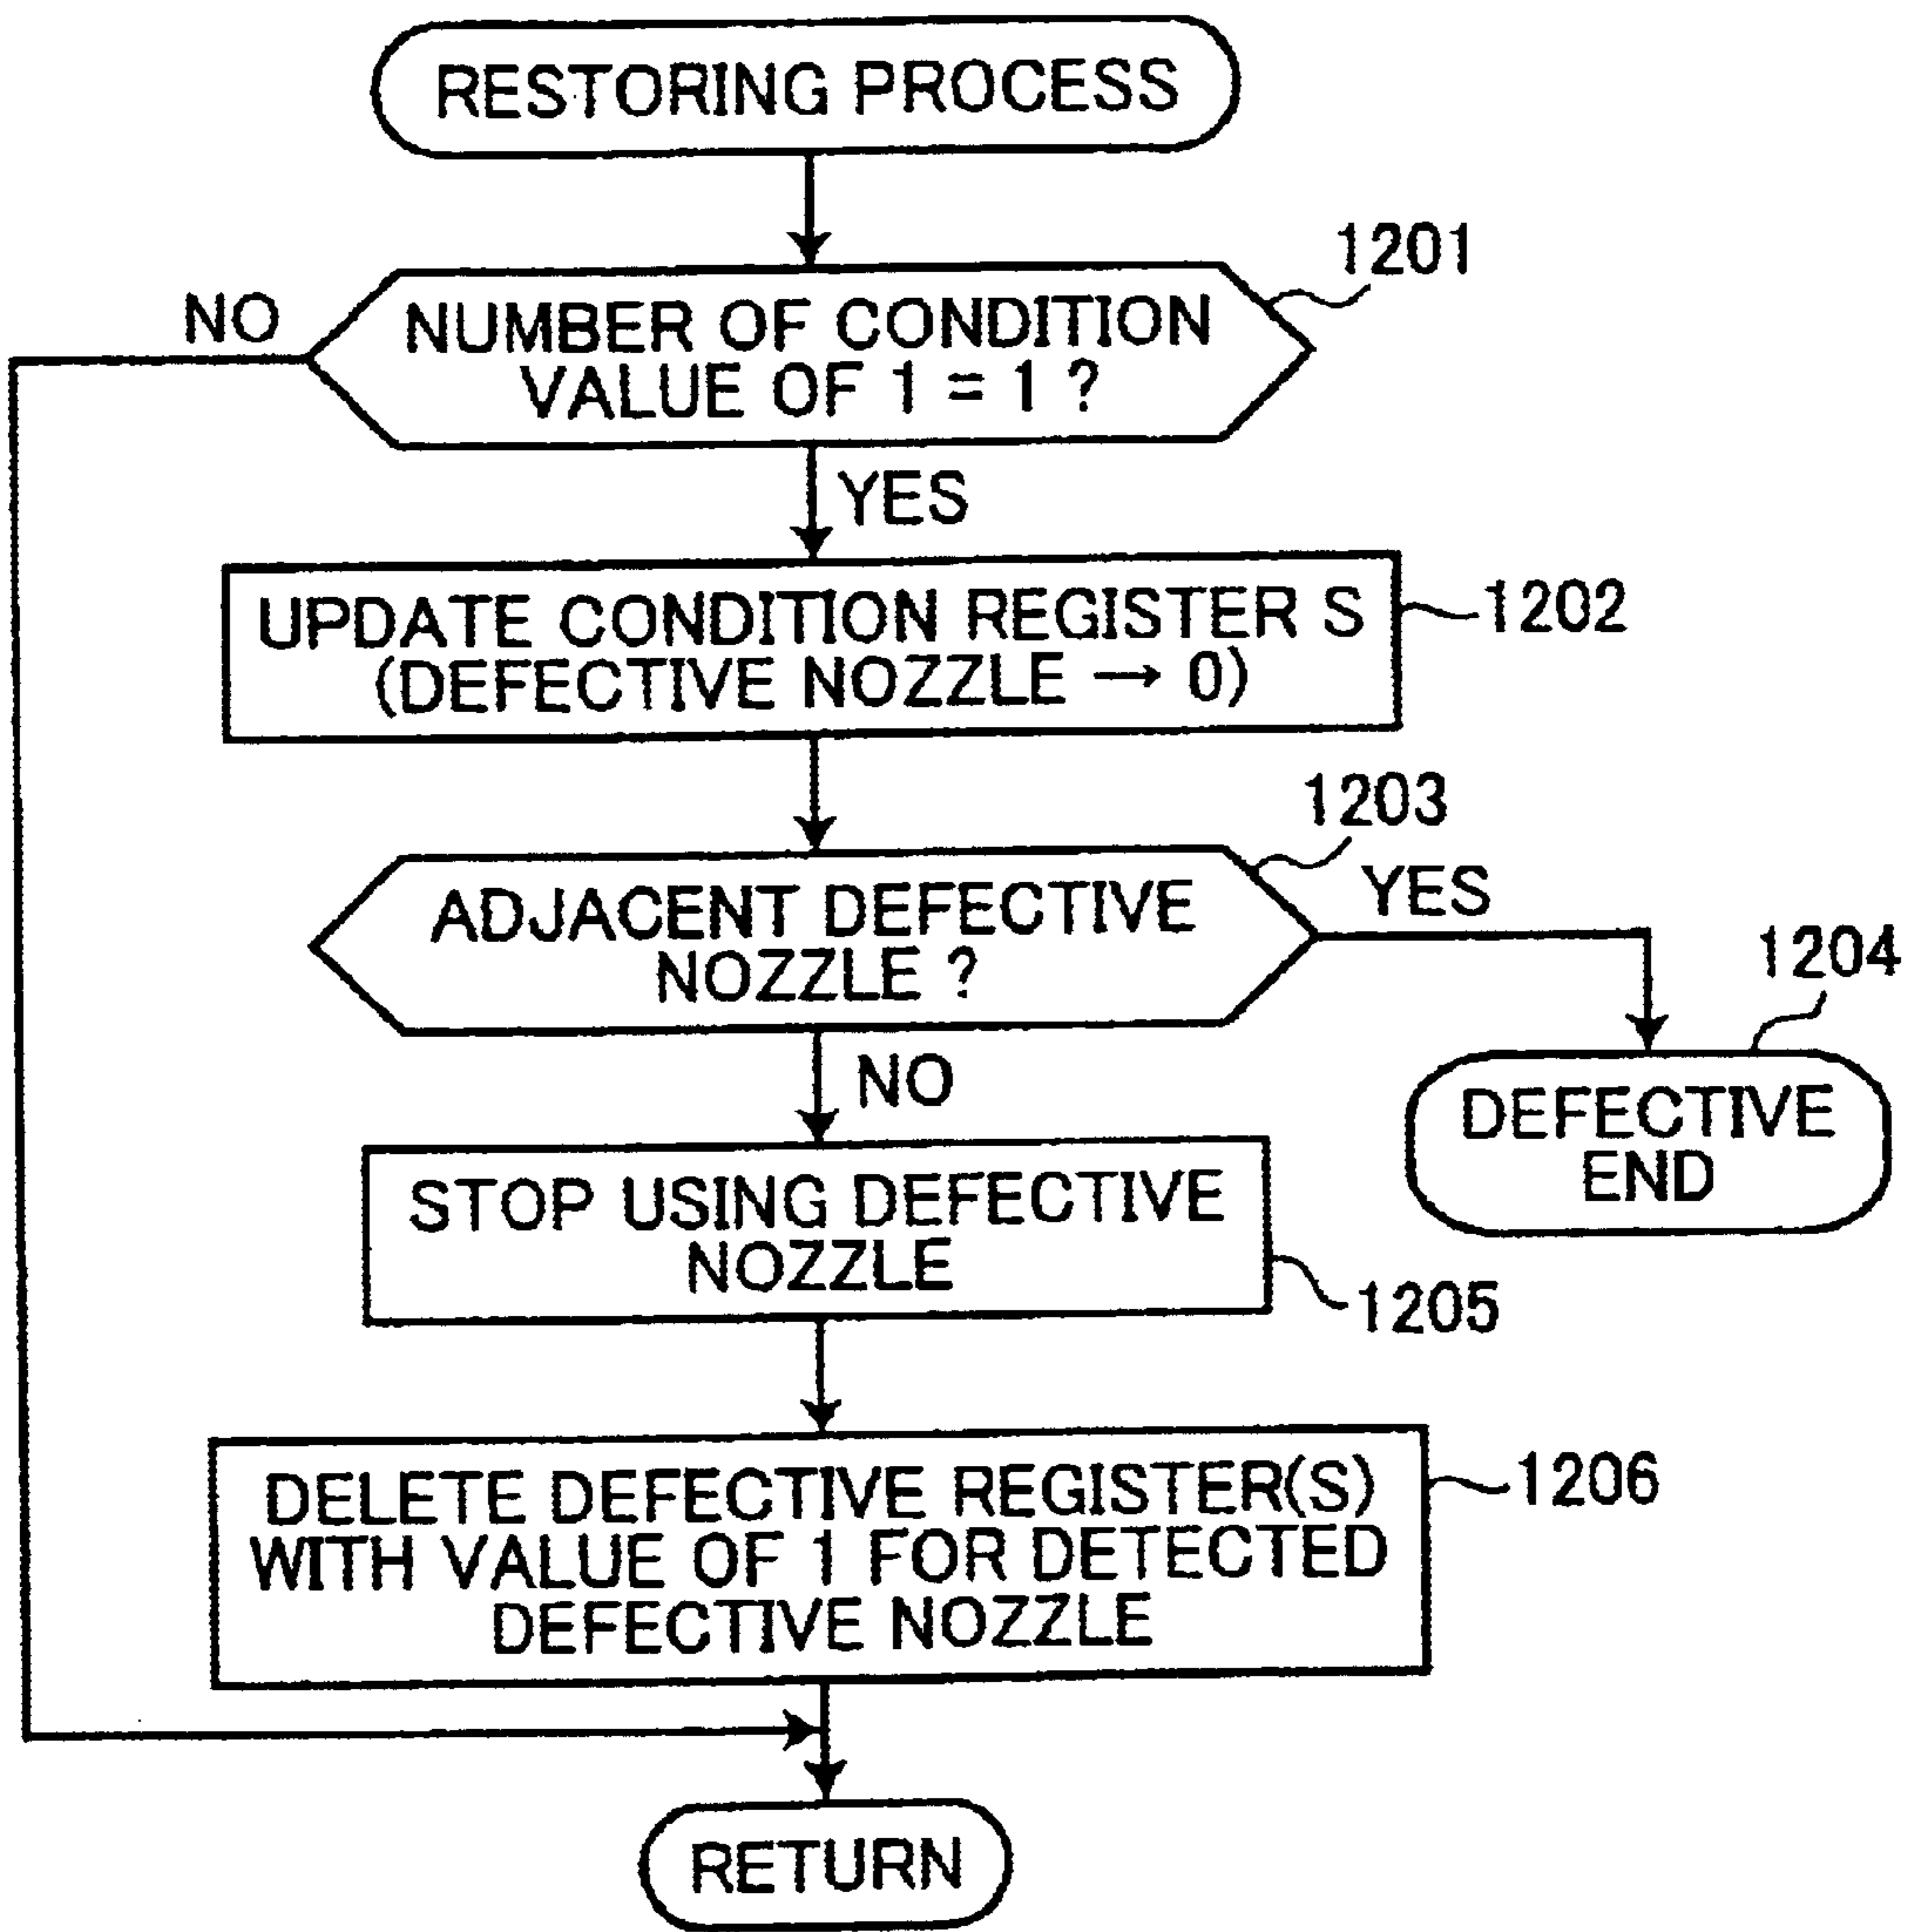 RESTORING PROCESS
1201
NO
NUMBER OF CONDITION
VALUE OF 1 = 1 ?
YES
UPDATE CONDITION REGISTER S
(DEFECTIVE NOZZLE → 0)
1202
1203
ADJACENT DEFECTIVE
NOZZLE ?
YES
1204
NO
DEFECTIVE
END
STOP USING DEFECTIVE
NOZZLE
1205
DELETE DEFECTIVE REGISTER(S)
WITH VALUE OF 1 FOR DETECTED
DEFECTIVE NOZZLE
1206
RETURN